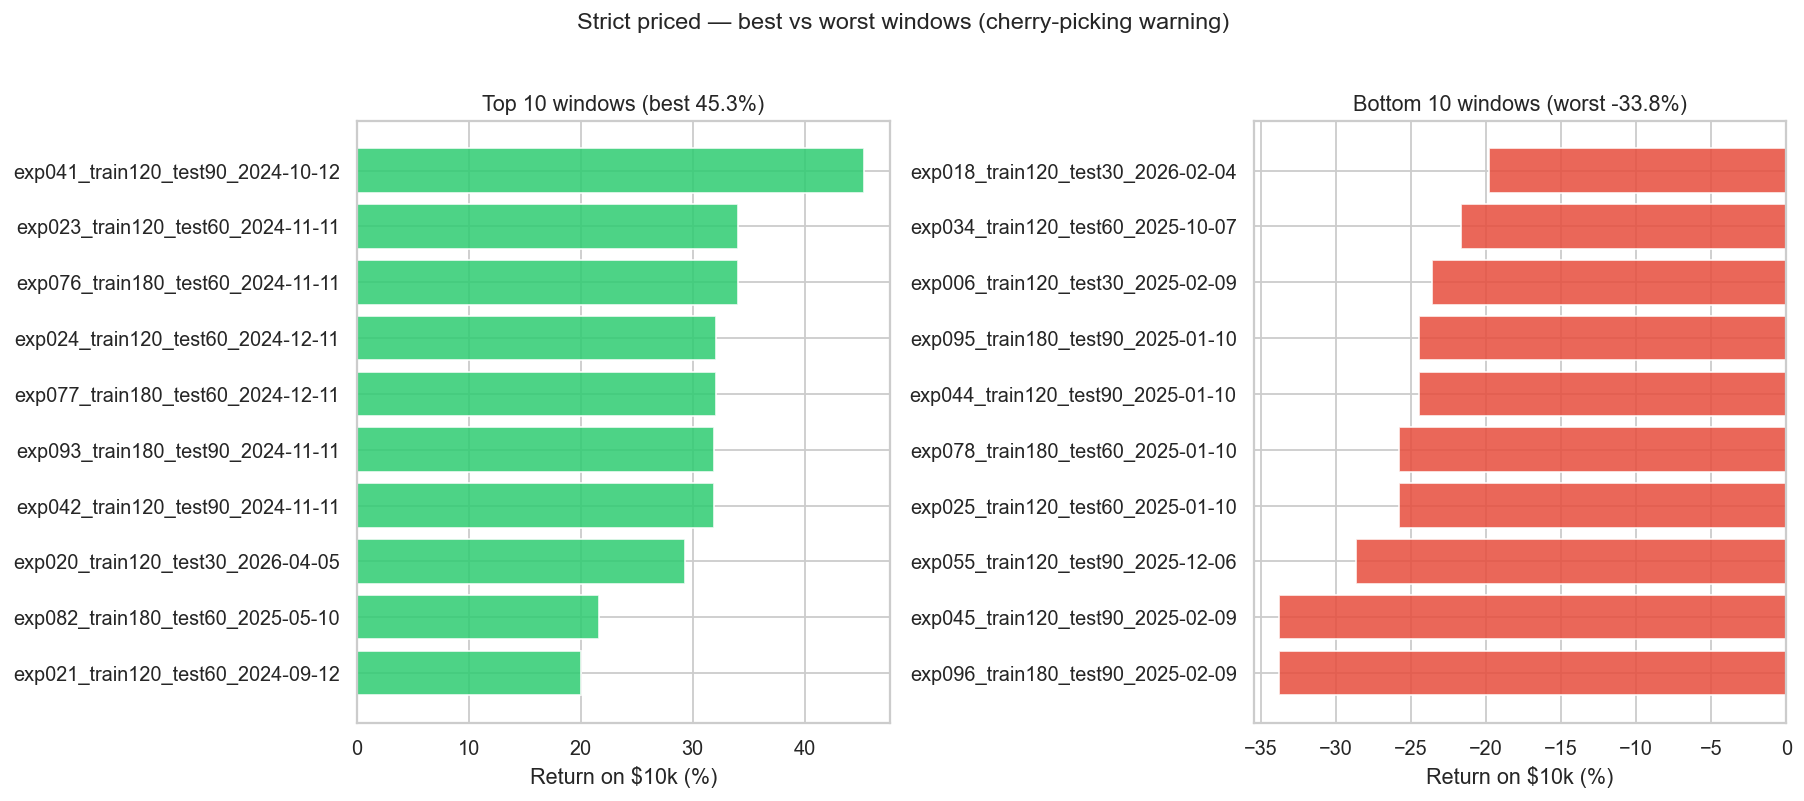 Strict priced — best vs worst windows (cherry-picking warning)
Top 10 windows (best 45.3%)
exp041_train120_test90_2024-10-12
exp023_train120_test60_2024-11-11
exp076_train180_test60_2024-11-11
exp024_train120_test60_2024-12-11
exp077_train180_test60_2024-12-11
exp093_train180_test90_2024-11-11
exp042_train120_test90_2024-11-11
exp020_train120_test30_2026-04-05
exp082_train180_test60_2025-05-10
exp021_train120_test60_2024-09-12
0 10 20 30 40
Return on $10k (%)
Bottom 10 windows (worst -33.8%)
exp018_train120_test30_2026-02-04
exp034_train120_test60_2025-10-07
exp006_train120_test30_2025-02-09
exp095_train180_test90_2025-01-10
exp044_train120_test90_2025-01-10
exp078_train180_test60_2025-01-10
exp025_train120_test60_2025-01-10
exp055_train120_test90_2025-12-06
exp045_train120_test90_2025-02-09
exp096_train180_test90_2025-02-09
−35 −30 −25 −20 −15 −10 −5 0
Return on $10k (%)